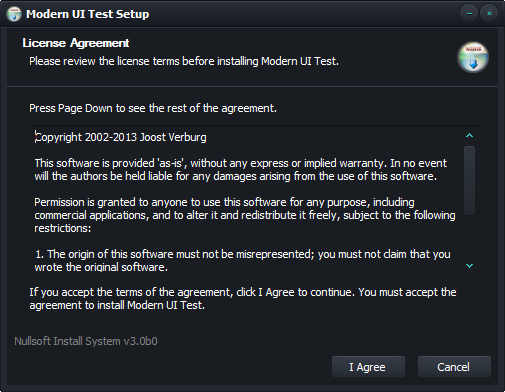 Modern UI Test Setup
License Agreement
Please review the license terms before installing Modern UI Test.
Press Page Down to see the rest of the agreement.
Copyright 2002-2013 Joost Verburg
This software is provided 'as-is', without any express or implied warranty. In no event
will the authors be held liable for any damages arising from the use of this software.
Permission is granted to anyone to use this software for any purpose, including
commercial applications, and to alter it and redistribute it freely, subject to the following
restrictions:
1. The origin of this software must not be misrepresented; you must not claim that you
wrote the original software.
If you accept the terms of the agreement, click I Agree to continue. You must accept the
agreement to install Modern UI Test.
Nullsoft Install System v3.0b0
I Agree
Cancel